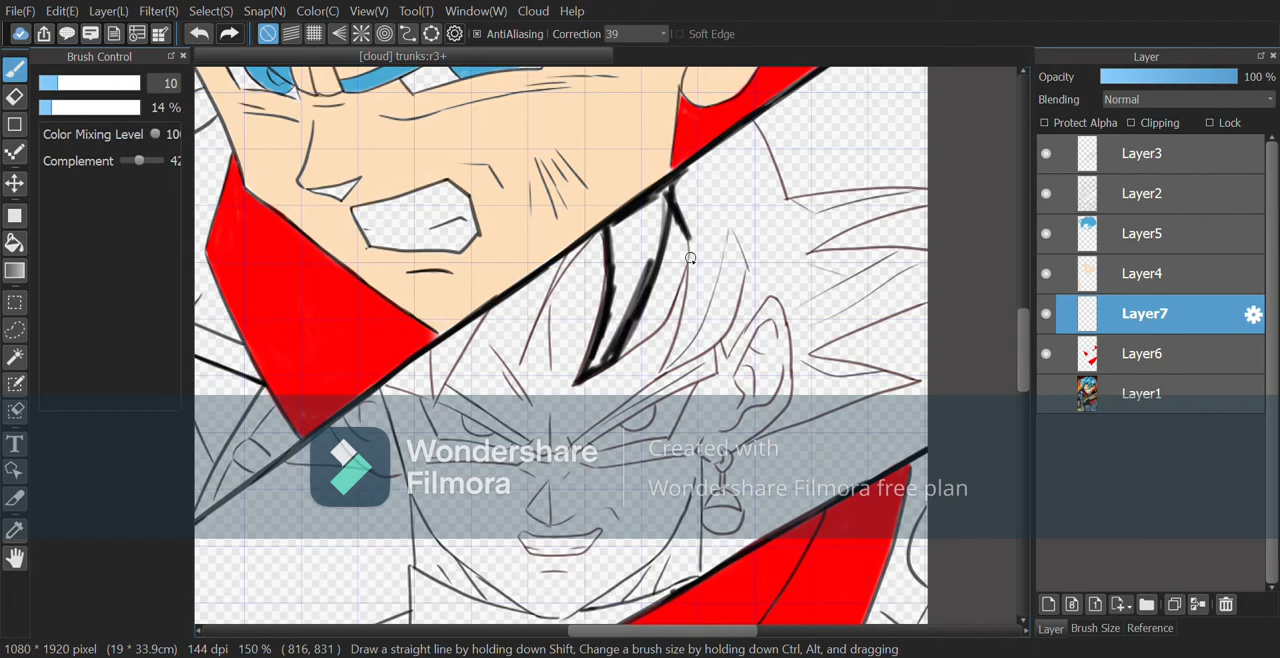 File(F) Edit(E) Layer(L) Filter(R) Select(S) Snap(N) Color(C) View(V) Tool(T) Window(W) Cloud Help
AntiAliasing Correction 39 Soft Edge
Brush Control
[cloud] trunks:r3+
Layer
10
14 %
Color Mixing Level
Complement 42
Opacity 100 %
Blending Normal
Protect Alpha Clipping Lock
Layer3
Layer2
Layer5
Layer4
Layer7
Layer6
Layer1
Wondershare
Filmora
Created with
Wondershare Filmora free plan
Layer Brush Size Reference
1080 * 1920 pixel (19 * 33.9cm) 144 dpi 150 % ( 816, 831 ) Draw a straight line by holding down Shift, Change a brush size by holding down Ctrl, Alt, and dragging